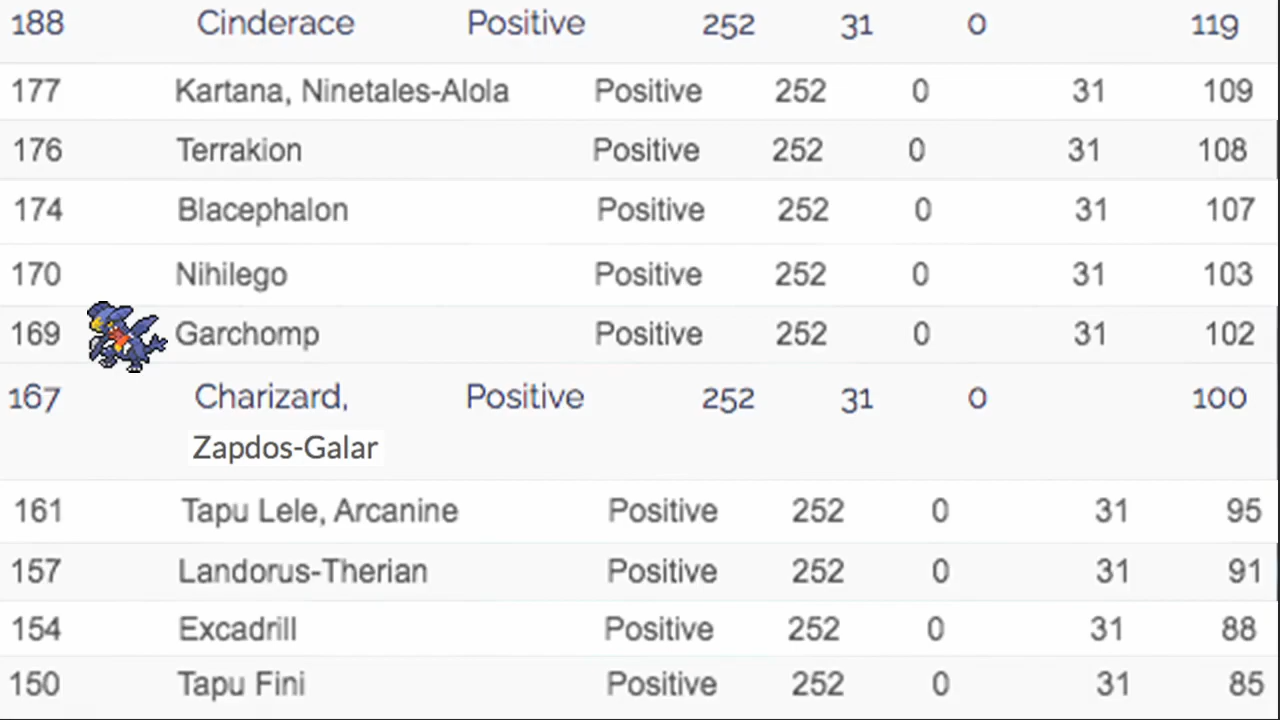 188 Cinderace Positive 252 31 0 119
177 Kartana, Ninetales-Alola Positive 252 0 31 109
176 Terrakion Positive 252 0 31 108
174 Blacephalon Positive 252 0 31 107
170 Nihilego Positive 252 0 31 103
169 Garchomp Positive 252 0 31 102
167 Charizard, Positive 252 31 0 100
Zapdos-Galar
161 Tapu Lele, Arcanine Positive 252 0 31 95
157 Landorus-Therian Positive 252 0 31 91
154 Excadrill Positive 252 0 31 88
150 Tapu Fini Positive 252 0 31 85